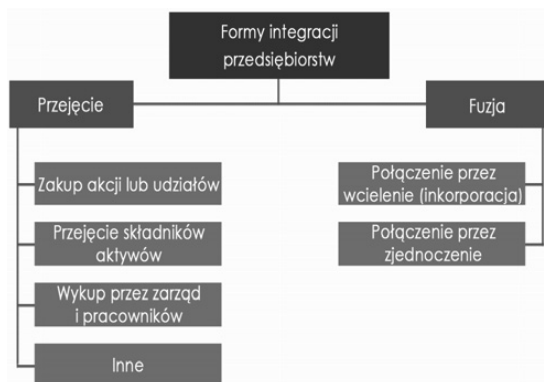 Formy integracji
przedsiębiorstw
Przejęcie
Fuzja
Zakup akcji lub udziałów
Przejęcie składników
aktywów
Wykup przez zarząd
i pracowników
Inne
Połączenie przez
wcielenie (inkorporacja)
Połączenie przez
zjednoczenie